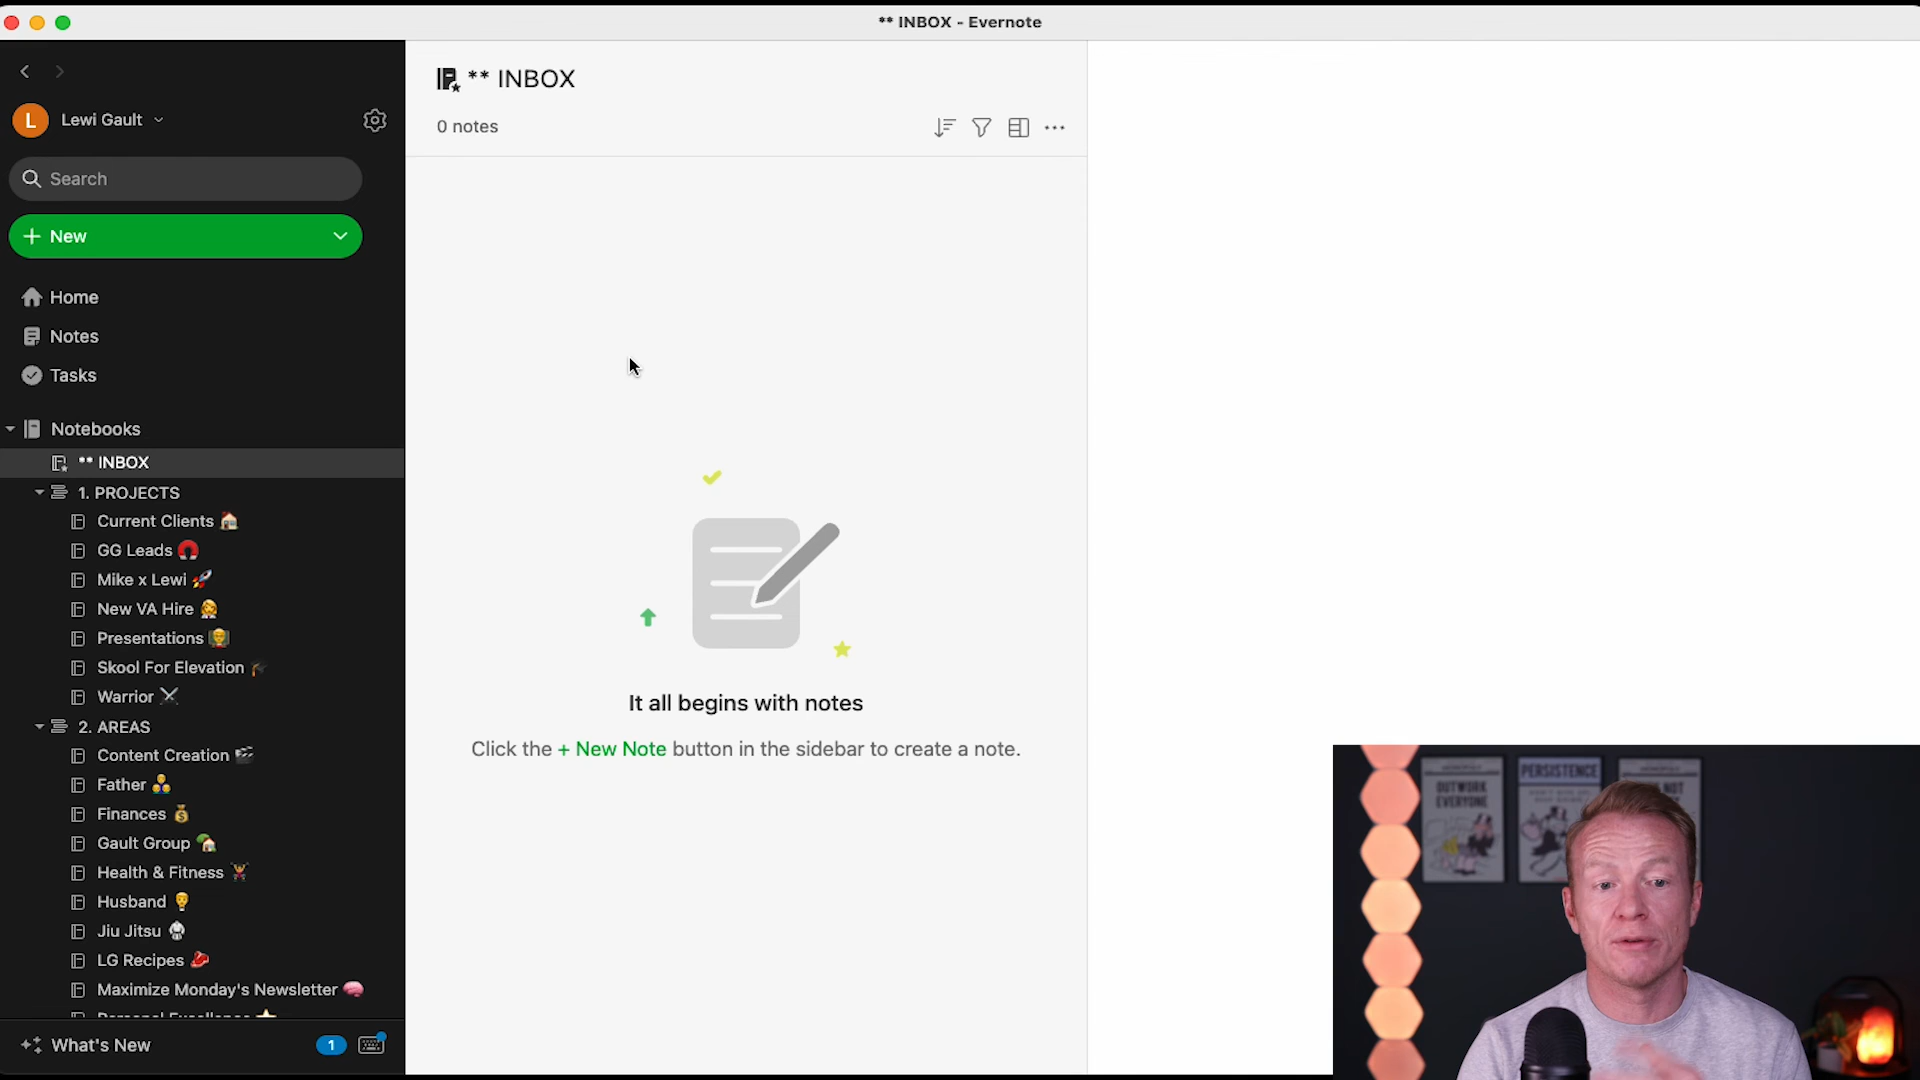 ** INBOX - Evernote
L
Lewi Gault
Search
New
Home
Notes
Tasks
Notebooks
** INBOX
1. PROJECTS
Current Clients
GG Leads
Mike x Lewi
New VA Hire
Presentations
Skool For Elevation
Warrior
2. AREAS
Content Creation
Father
Finances
Gault Group
Health & Fitness
Husband
Jiu Jitsu
LG Recipes
Maximize Monday's Newsletter
What's New
1
** INBOX
0 notes
It all begins with notes
Click the + New Note button in the sidebar to create a note.
OUTWORK
EVERYONE
PERSISTENCE